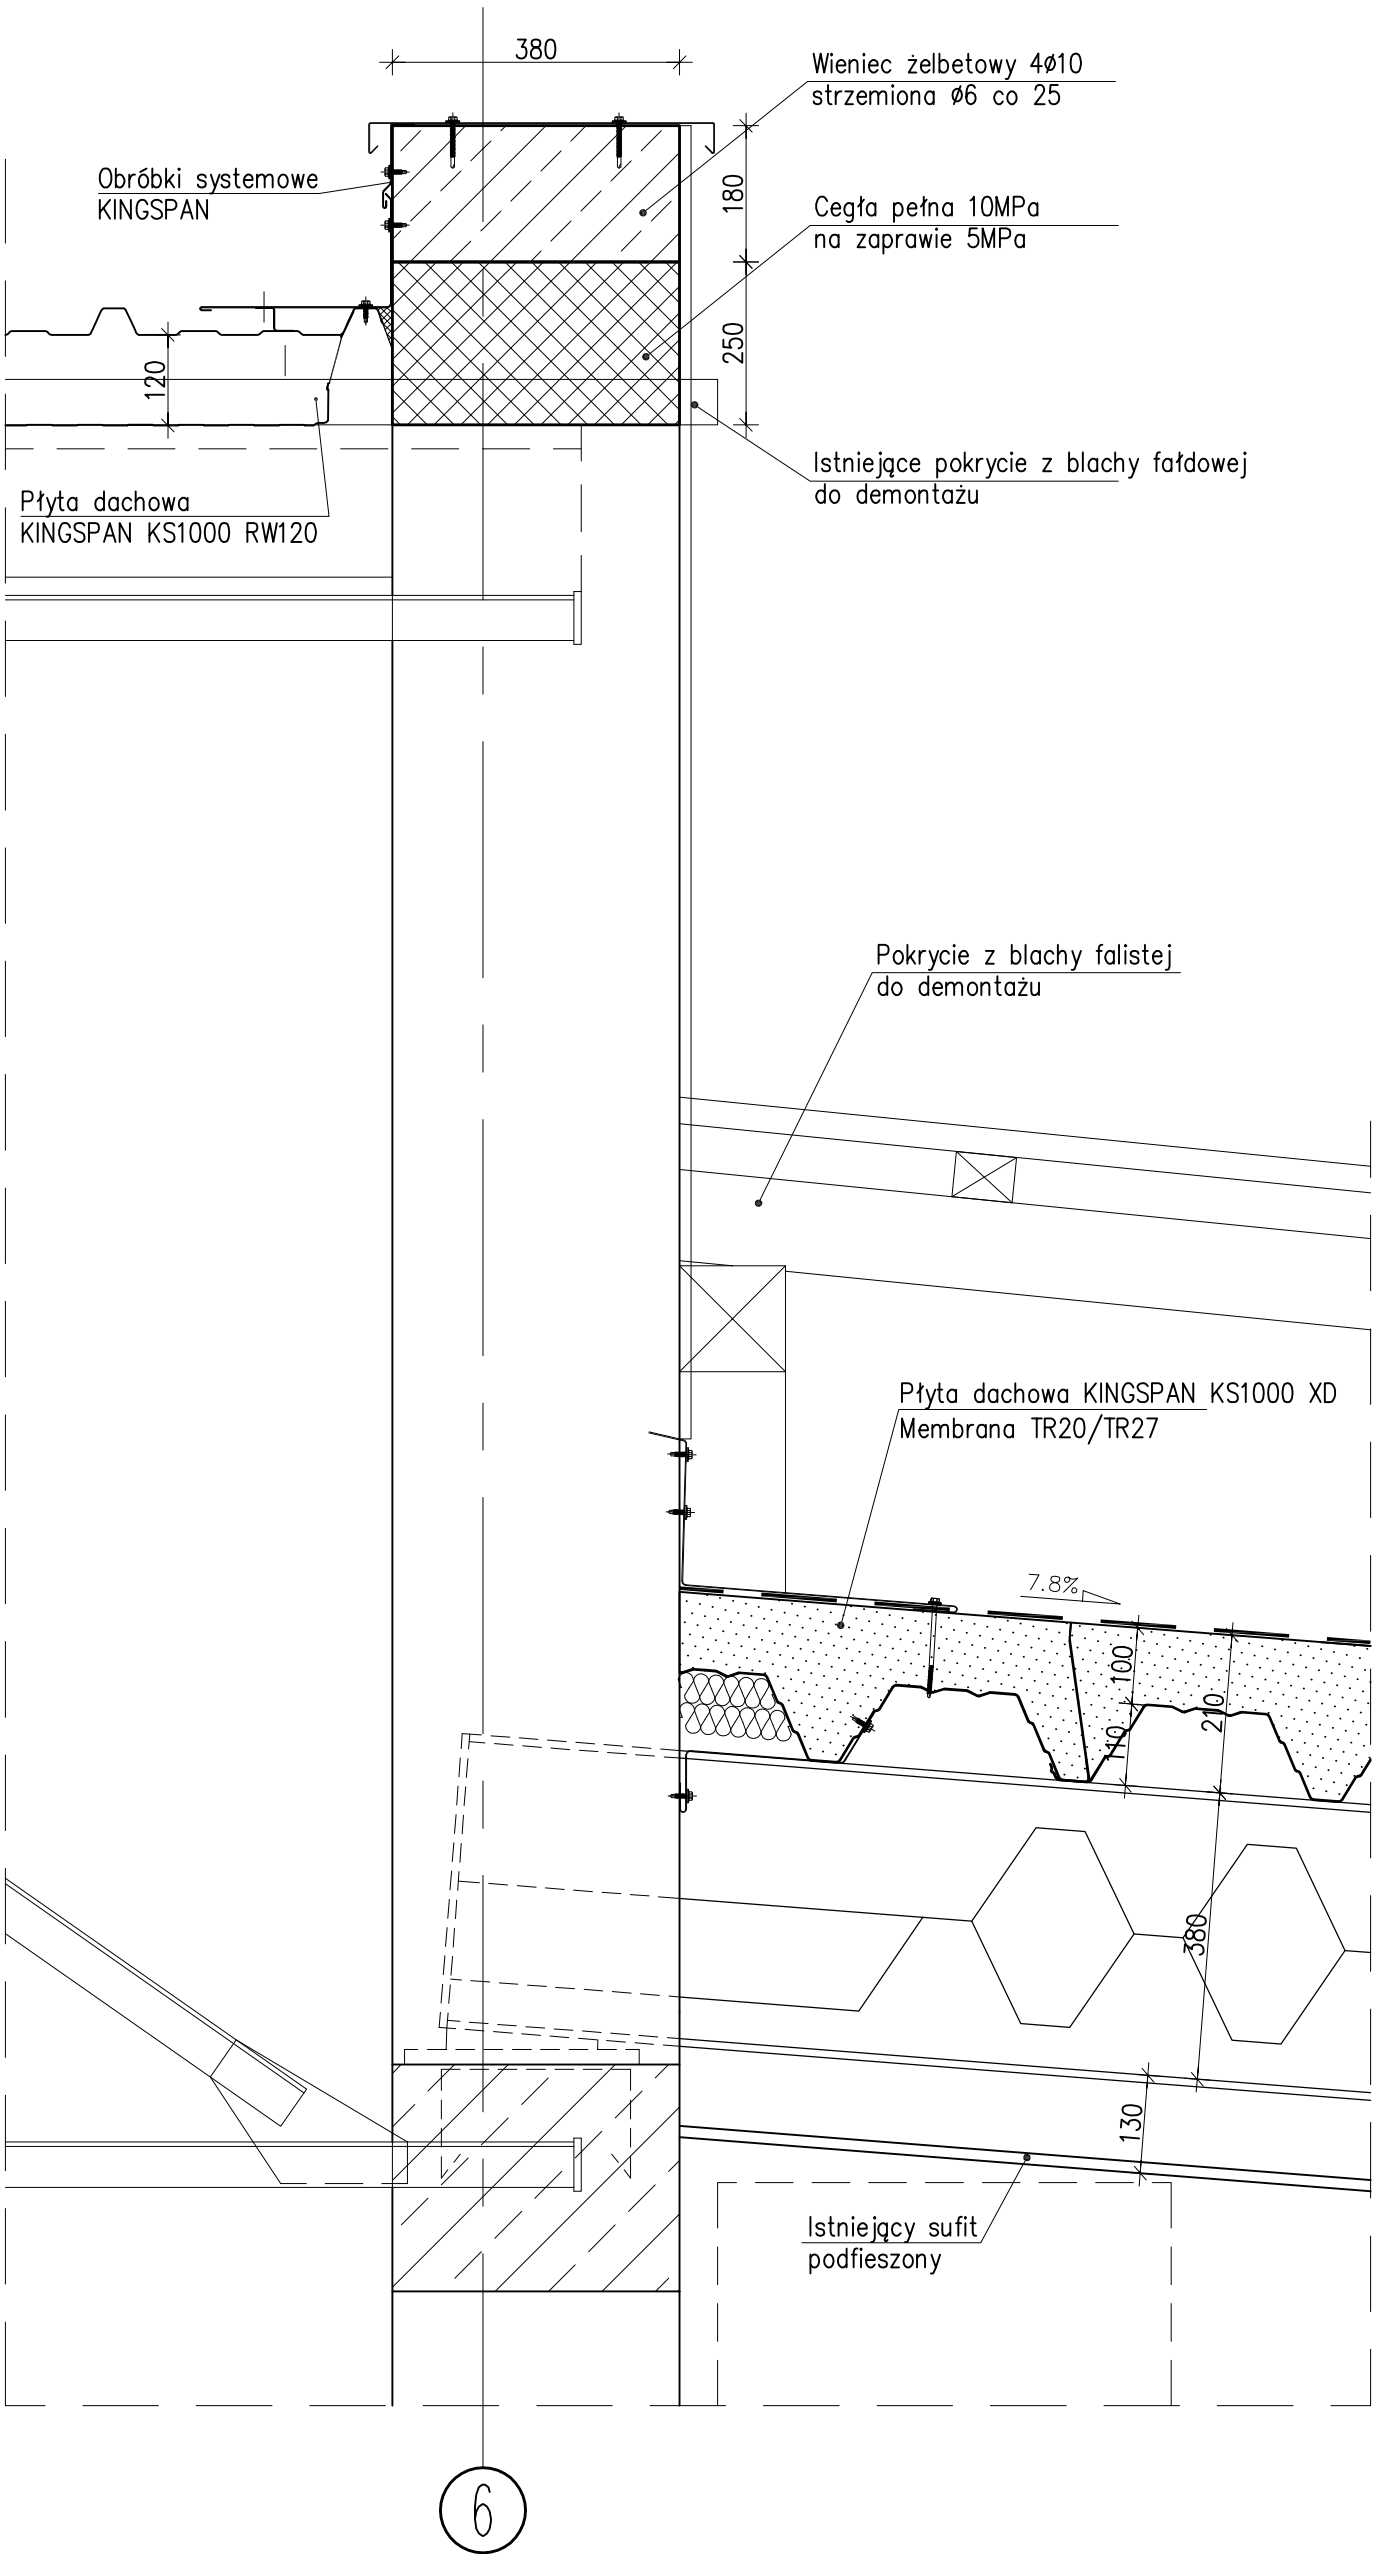 380
Wieniec żelbetowy 4ø10
strzemiona ø6 co 25
Obróbki systemowe
KINGSPAN
180
Cegła pełna 10MPa
na zaprawie 5MPa
250
120
Istniejące pokrycie z blachy fałdowej
do demontażu
Płyta dachowa
KINGSPAN KS1000 RW120
Pokrycie z blachy falistej
do demontażu
Płyta dachowa KINGSPAN KS1000 XD
Membrana TR20/TR27
7.8%
100
210
110
380
130
Istniejący sufit
podfieszony
6